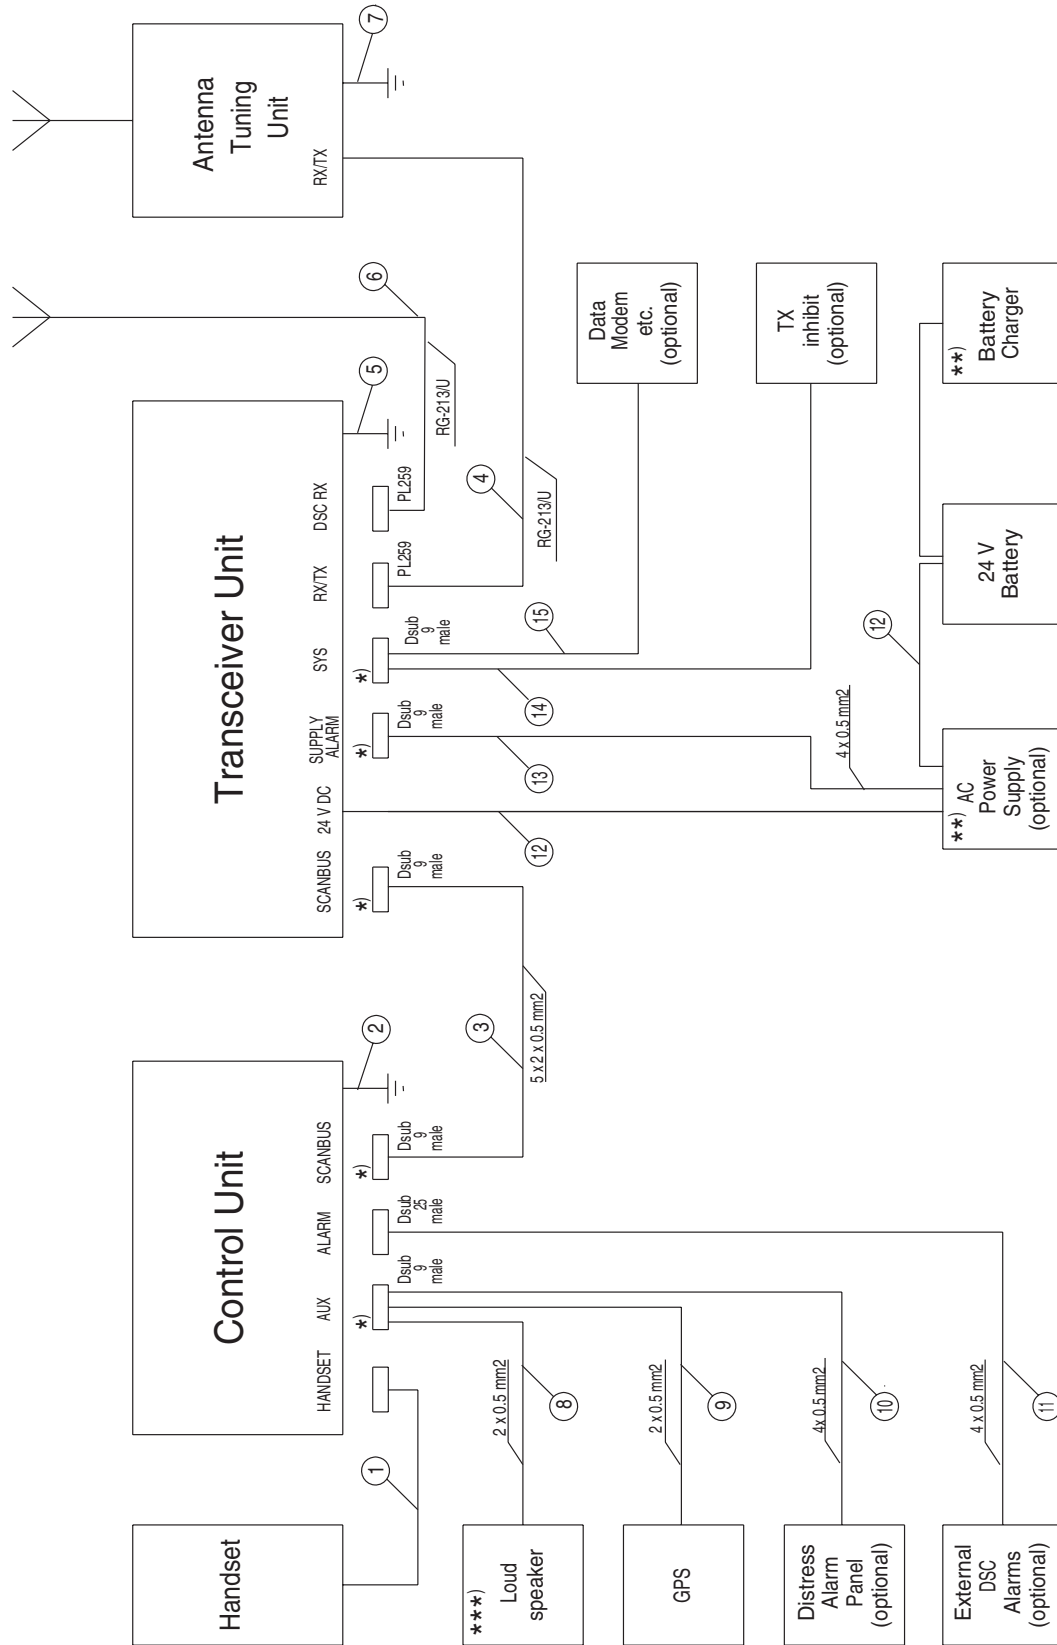 Handset
Control Unit
HANDSET
AUX
ALARM
SCANBUS
*)
*)
Dsub
9
male
Dsub
25
male
Dsub
9
male
1
2
3
5 x 2 x 0.5 mm2
Transceiver Unit
SCANBUS
24 V DC
SUPPLY
ALARM
SYS
RX/TX
DSC RX
*)
*)
*)
Dsub
9
male
Dsub
9
male
Dsub
9
male
PL259
PL259
4
RG-213/U
5
6
RG-213/U
Antenna
Tuning
Unit
RX/TX
7
***)
Loud
speaker
2 x 0.5 mm2
8
GPS
2 x 0.5 mm2
9
Distress
Alarm
Panel
(optional)
4x 0.5 mm2
10
External
DSC
Alarms
(optional)
4 x 0.5 mm2
11
12
13
14
15
4 x 0.5 mm2
12
Data
Modem
etc.
(optional)
TX
inhibit
(optional)
**) AC
Power
Supply
(optional)
24 V
Battery
**)
Battery
Charger